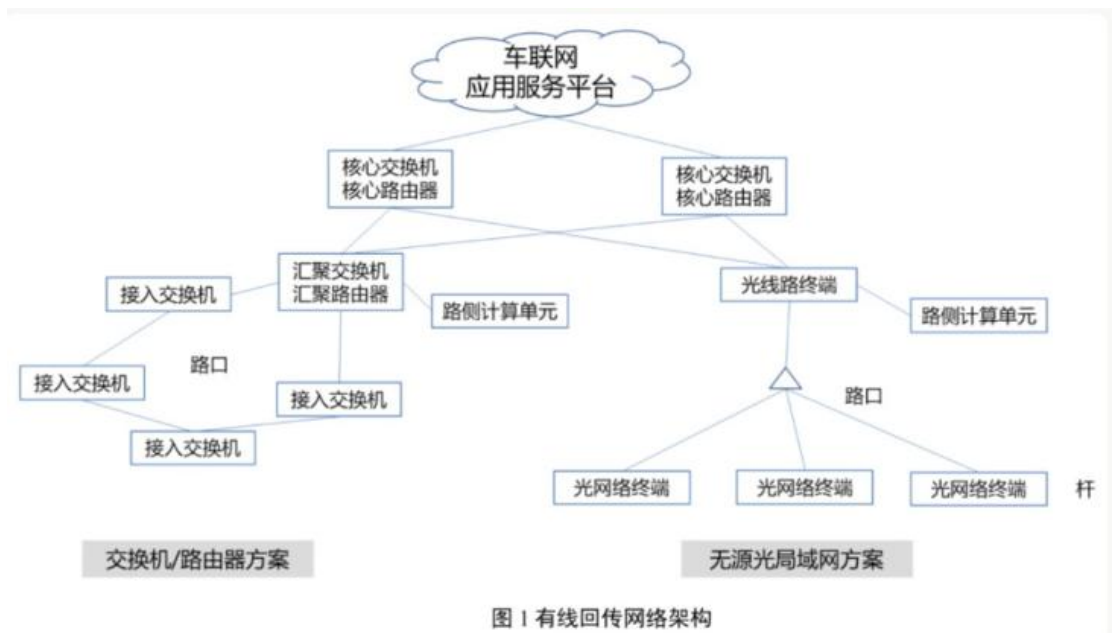 车联网
应用服务平台
核心交换机
核心路由器
核心交换机
核心路由器
汇聚交换机
汇聚路由器
接入交换机
路侧计算单元
光线路终端
路侧计算单元
路口
接入交换机
接入交换机
接入交换机
路口
光网络终端
光网络终端
光网络终端
杆
交换机/路由器方案
无源光局域网方案
图 1 有线回传网络架构